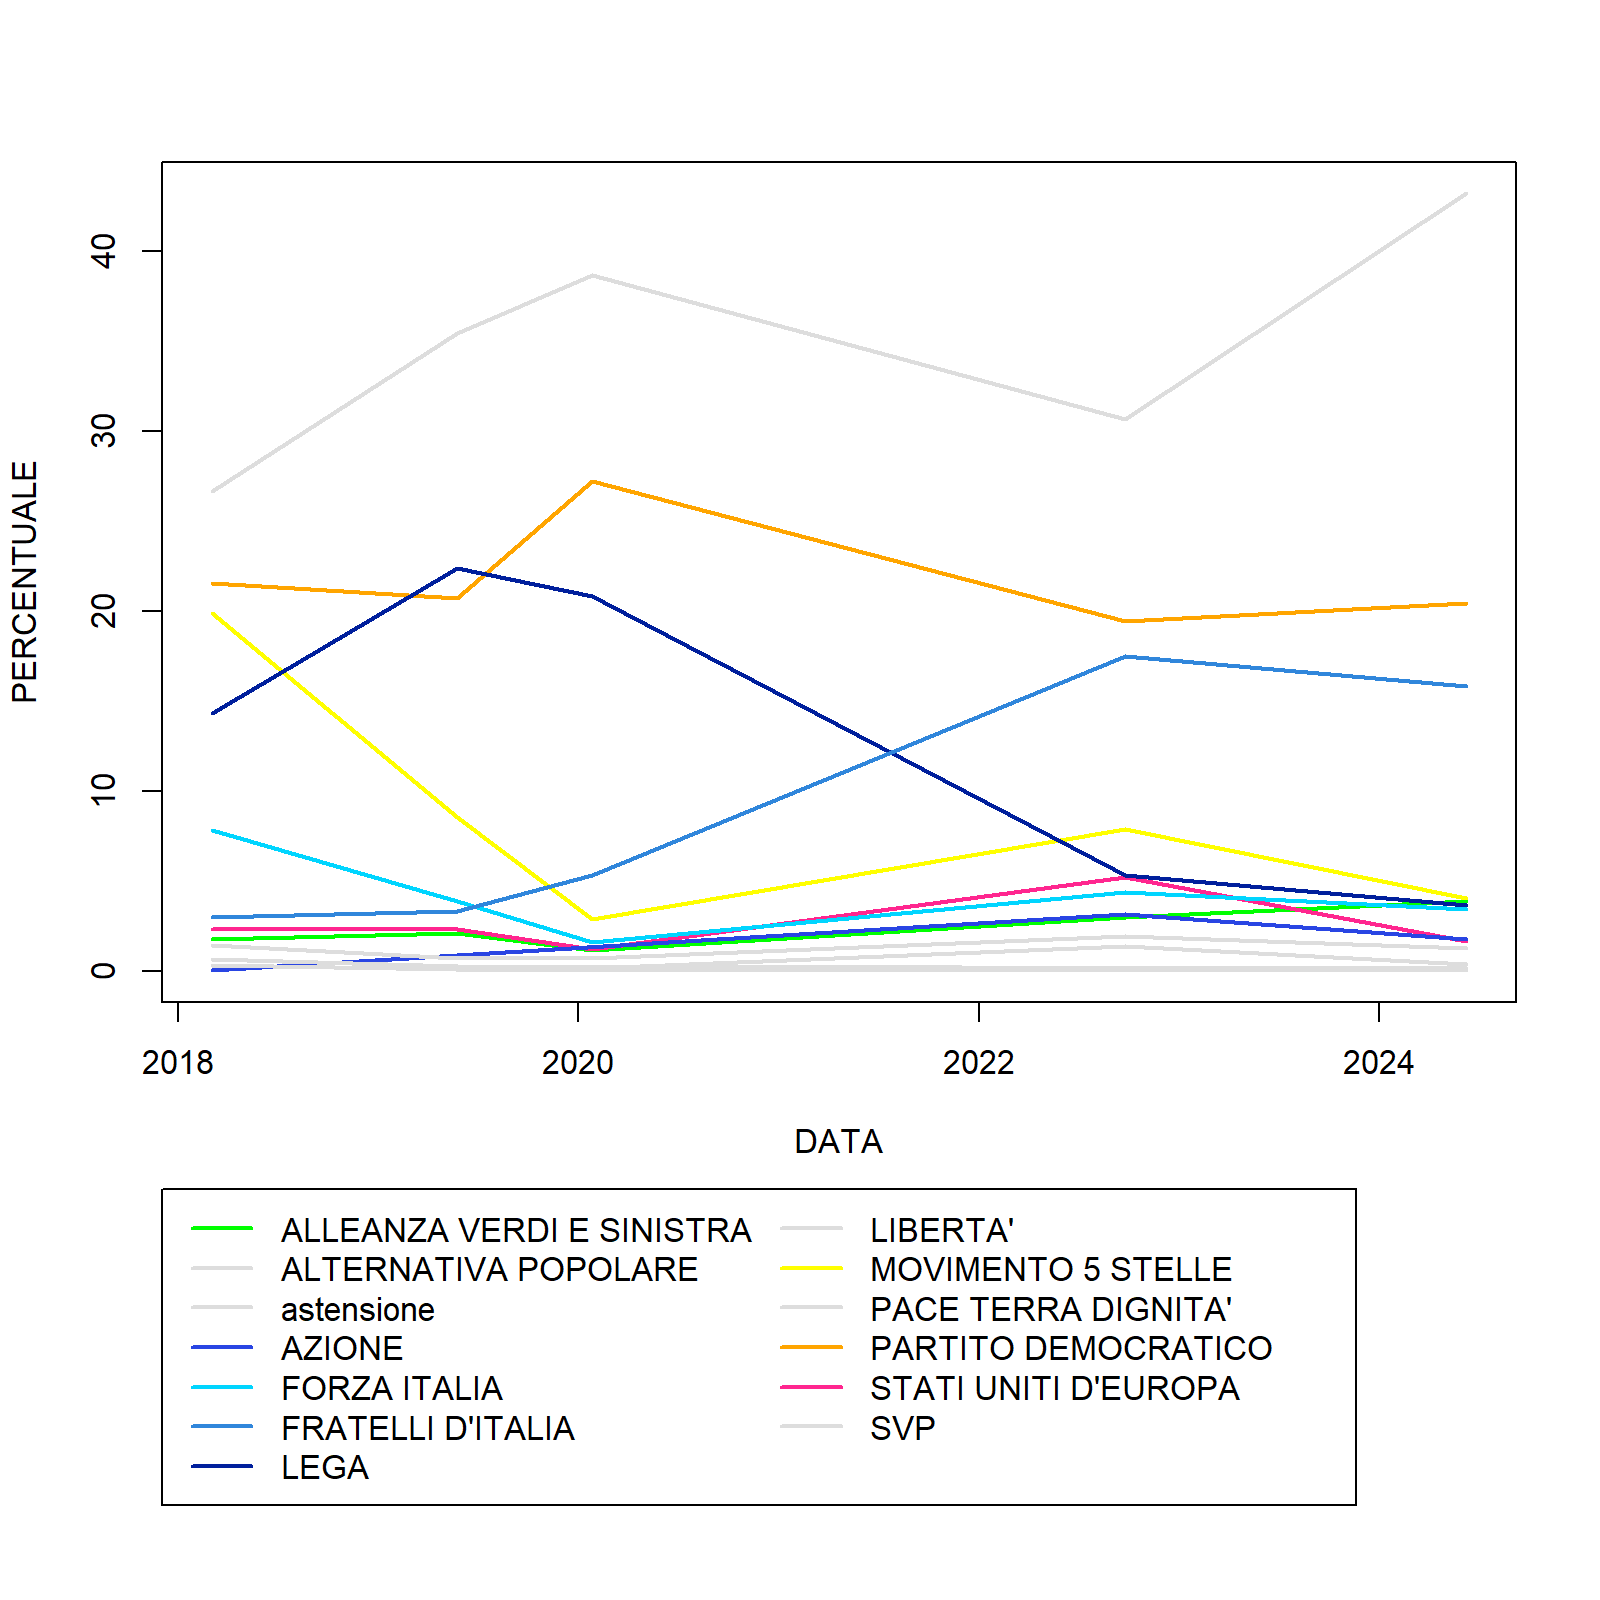 PERCENTUALE
40
30
20
10
0
2018 2020 2022 2024
DATA
ALLEANZA VERDI E SINISTRA
ALTERNATIVA POPOLARE
astensione
AZIONE
FORZA ITALIA
FRATELLI D'ITALIA
LEGA
LIBERTA'
MOVIMENTO 5 STELLE
PACE TERRA DIGNITA'
PARTITO DEMOCRATICO
STATI UNITI D'EUROPA
SVP